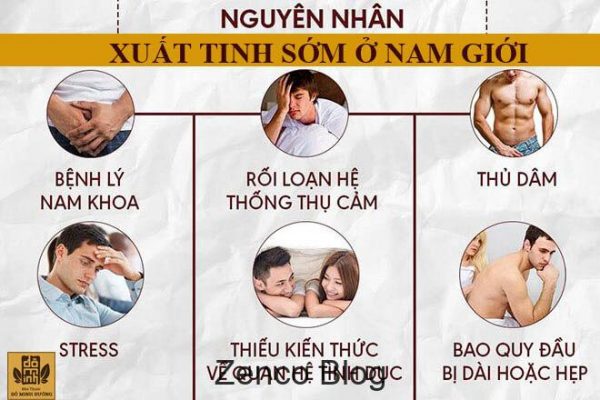 NGUYÊN NHÂN
XUẤT TINH SỚM Ở NAM GIỚI
BỆNH LÝ
NAM KHOA
RỐI LOẠN HỆ
THỐNG THỤ CẢM
THỦ DÂM
STRESS
THIẾU KIẾN THỨC
VỀ QUAN HỆ TÌNH DỤC
BAO QUY ĐẦU
BỊ DÀI HOẶC HẸP
Zenco Blog
ĐỖ MINH ĐƯỜNG